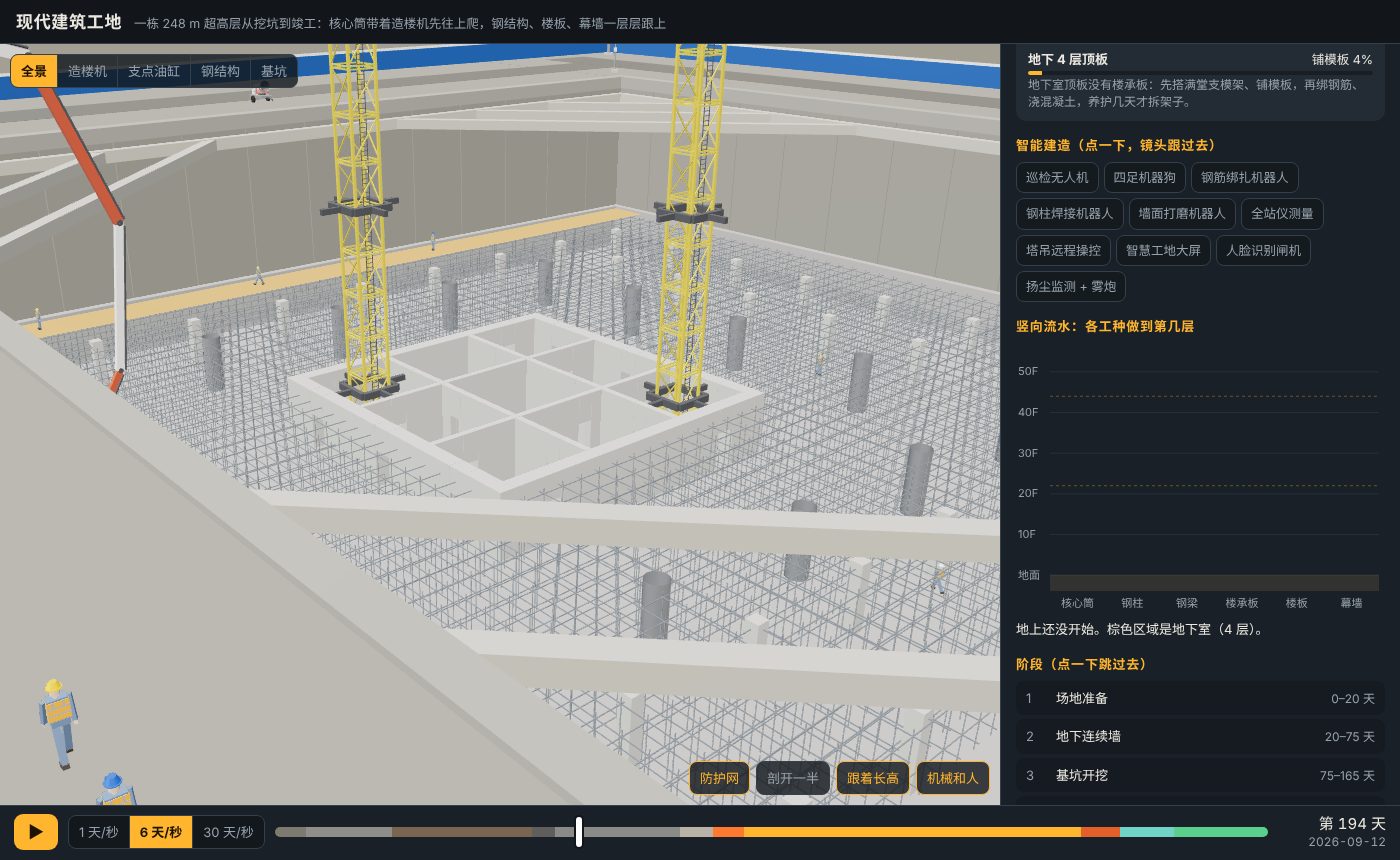 现代建筑工地
一栋 248 m 超高层从挖坑到竣工：核心筒带着造楼机先往上爬，钢结构、楼板、幕墙一层层跟上
全景
造楼机
支点油缸
钢结构
基坑
地下 4 层顶板
铺模板 4%
地下室顶板没有楼承板：先搭满堂支模架、铺模板，再绑钢筋、
浇混凝土，养护几天才拆架子。
智能建造（点一下，镜头跟过去）
巡检无人机
四足机器狗
钢筋绑扎机器人
钢柱焊接机器人
墙面打磨机器人
全站仪测量
塔吊远程操控
智慧工地大屏
人脸识别闸机
扬尘监测 + 雾炮
竖向流水：各工种做到第几层
50F
40F
30F
20F
10F
地面
核心筒
钢柱
钢梁
楼承板
楼板
幕墙
地上还没开始。棕色区域是地下室（4 层）。
阶段（点一下跳过去）
1 场地准备 0–20 天
2 地下连续墙 20–75 天
3 基坑开挖 75–165 天
防护网
剖开一半
跟着长高
机械和人
1 天/秒
6 天/秒
30 天/秒
第 194 天
2026-09-12